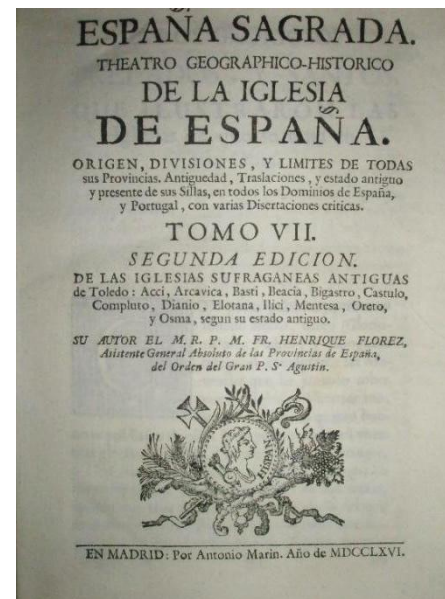 ESPAÑA SAGRADA.
THEATRO GEOGRAPHICO-HISTORICO
DE LA IGLESIA
DE ESPAÑA.
ORIGEN, DIVISIONES, Y LIMITES DE TODAS
sus Provincias. Antiguedad, Traslaciones, y estado antiguo
y presente de sus Sillas, en todos los Dominios de España,
y Portugal, con varias Disertaciones criticas.
TOMO VII.
SEGUNDA EDICION.
DE LAS IGLESIAS SUFRAGANEAS ANTIGUAS
de Toledo: Acci, Arcavica, Basti, Beacia, Bigastro, Castulo,
Compluto, Dianio, Elotana, Ilici, Mentesa, Oreto,
y Osma, segun su estado antiguo.
SU AUTOR EL M. R. P. M. FR. HENRIQUE FLOREZ,
Asistente General Absoluto de las Provincias de España,
del Orden del Gran P. Sⁿ Agustin.
HISPANIA
EN MADRID: Por Antonio Marin. Año de MDCCLXVI.